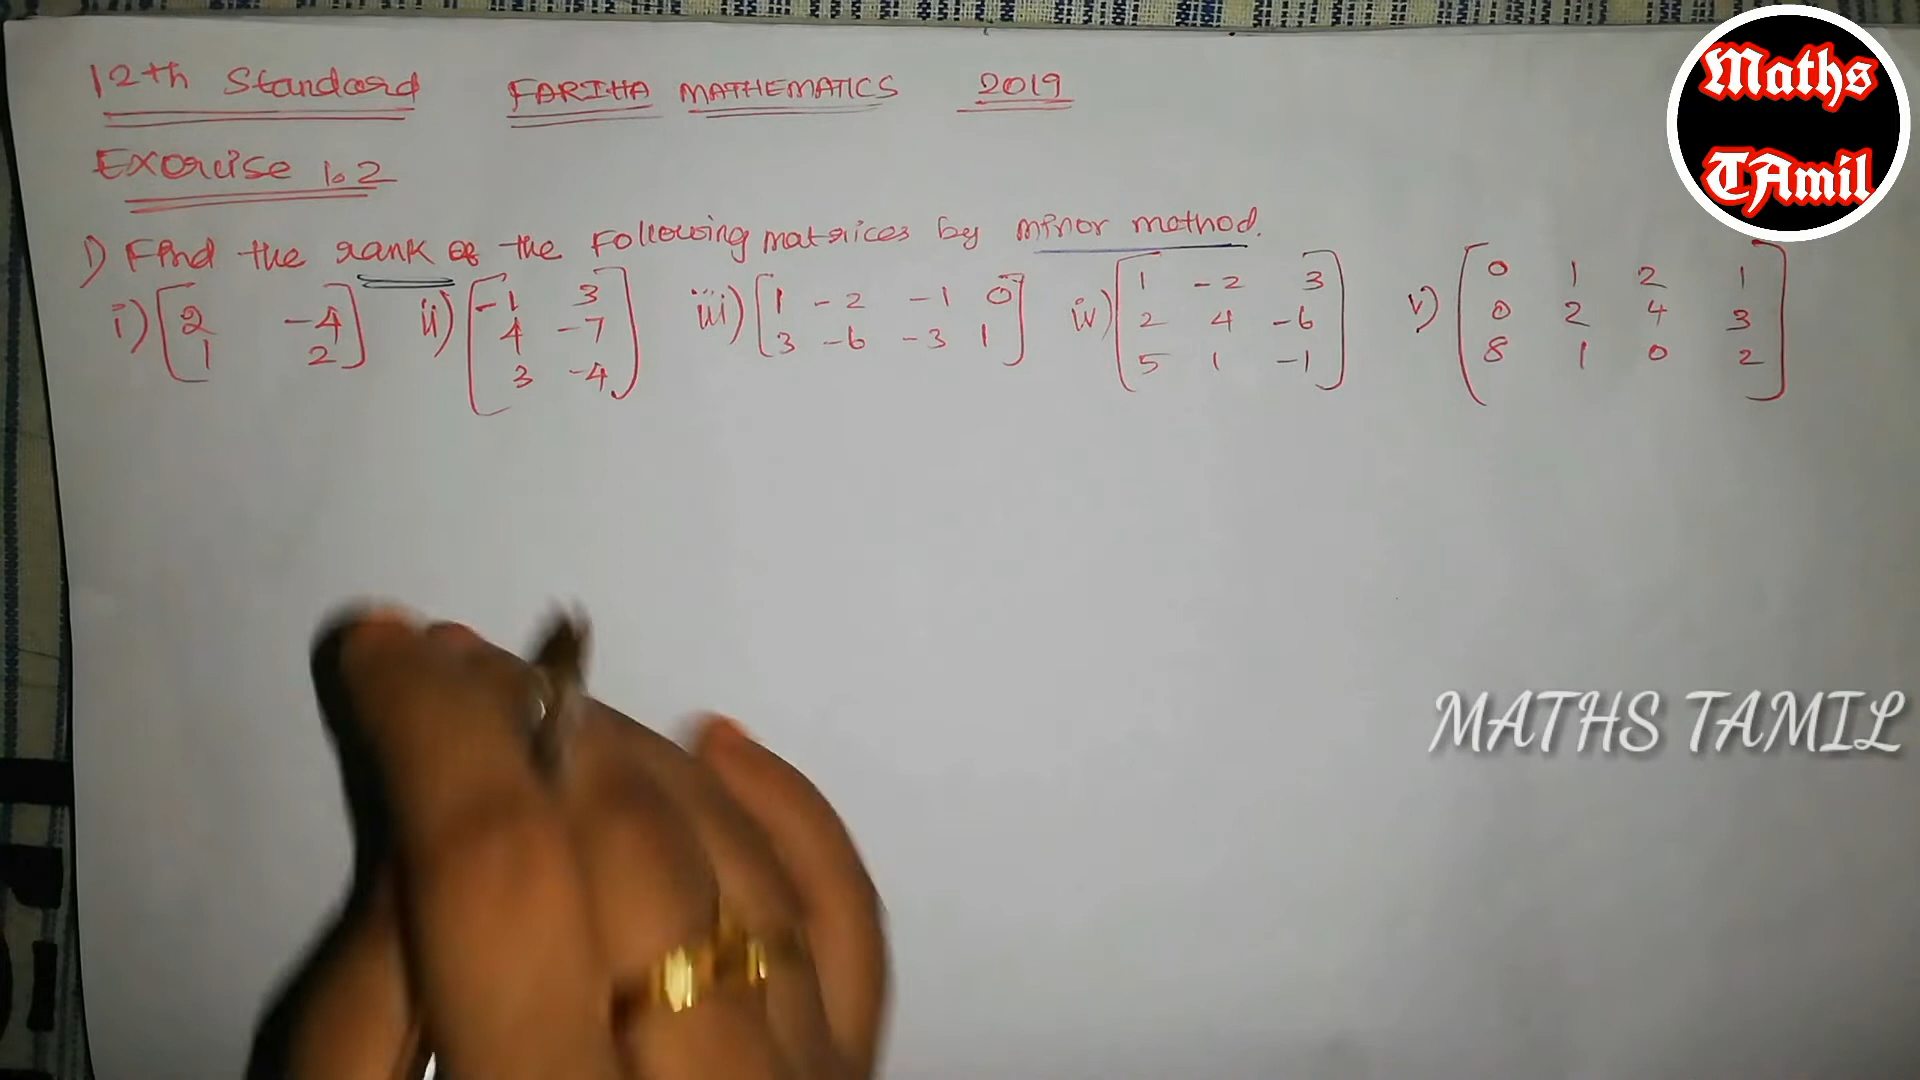 12th Standard FARITHA MATHEMATICS 2019
Maths
TAmil
Exercise 1.2
1) Find the rank of the following matrices by minor method.
i) [2 -4 ii) [-1 3 iii) [1 -2 -1 0] iv) [1 -2 3 v) [0 1 2 1
1 2] 4 -7 3 -6 -3 1] 2 4 -6 0 2 4 3
3 -4] 5 1 -1] 8 1 0 2]
MATHS TAMIL